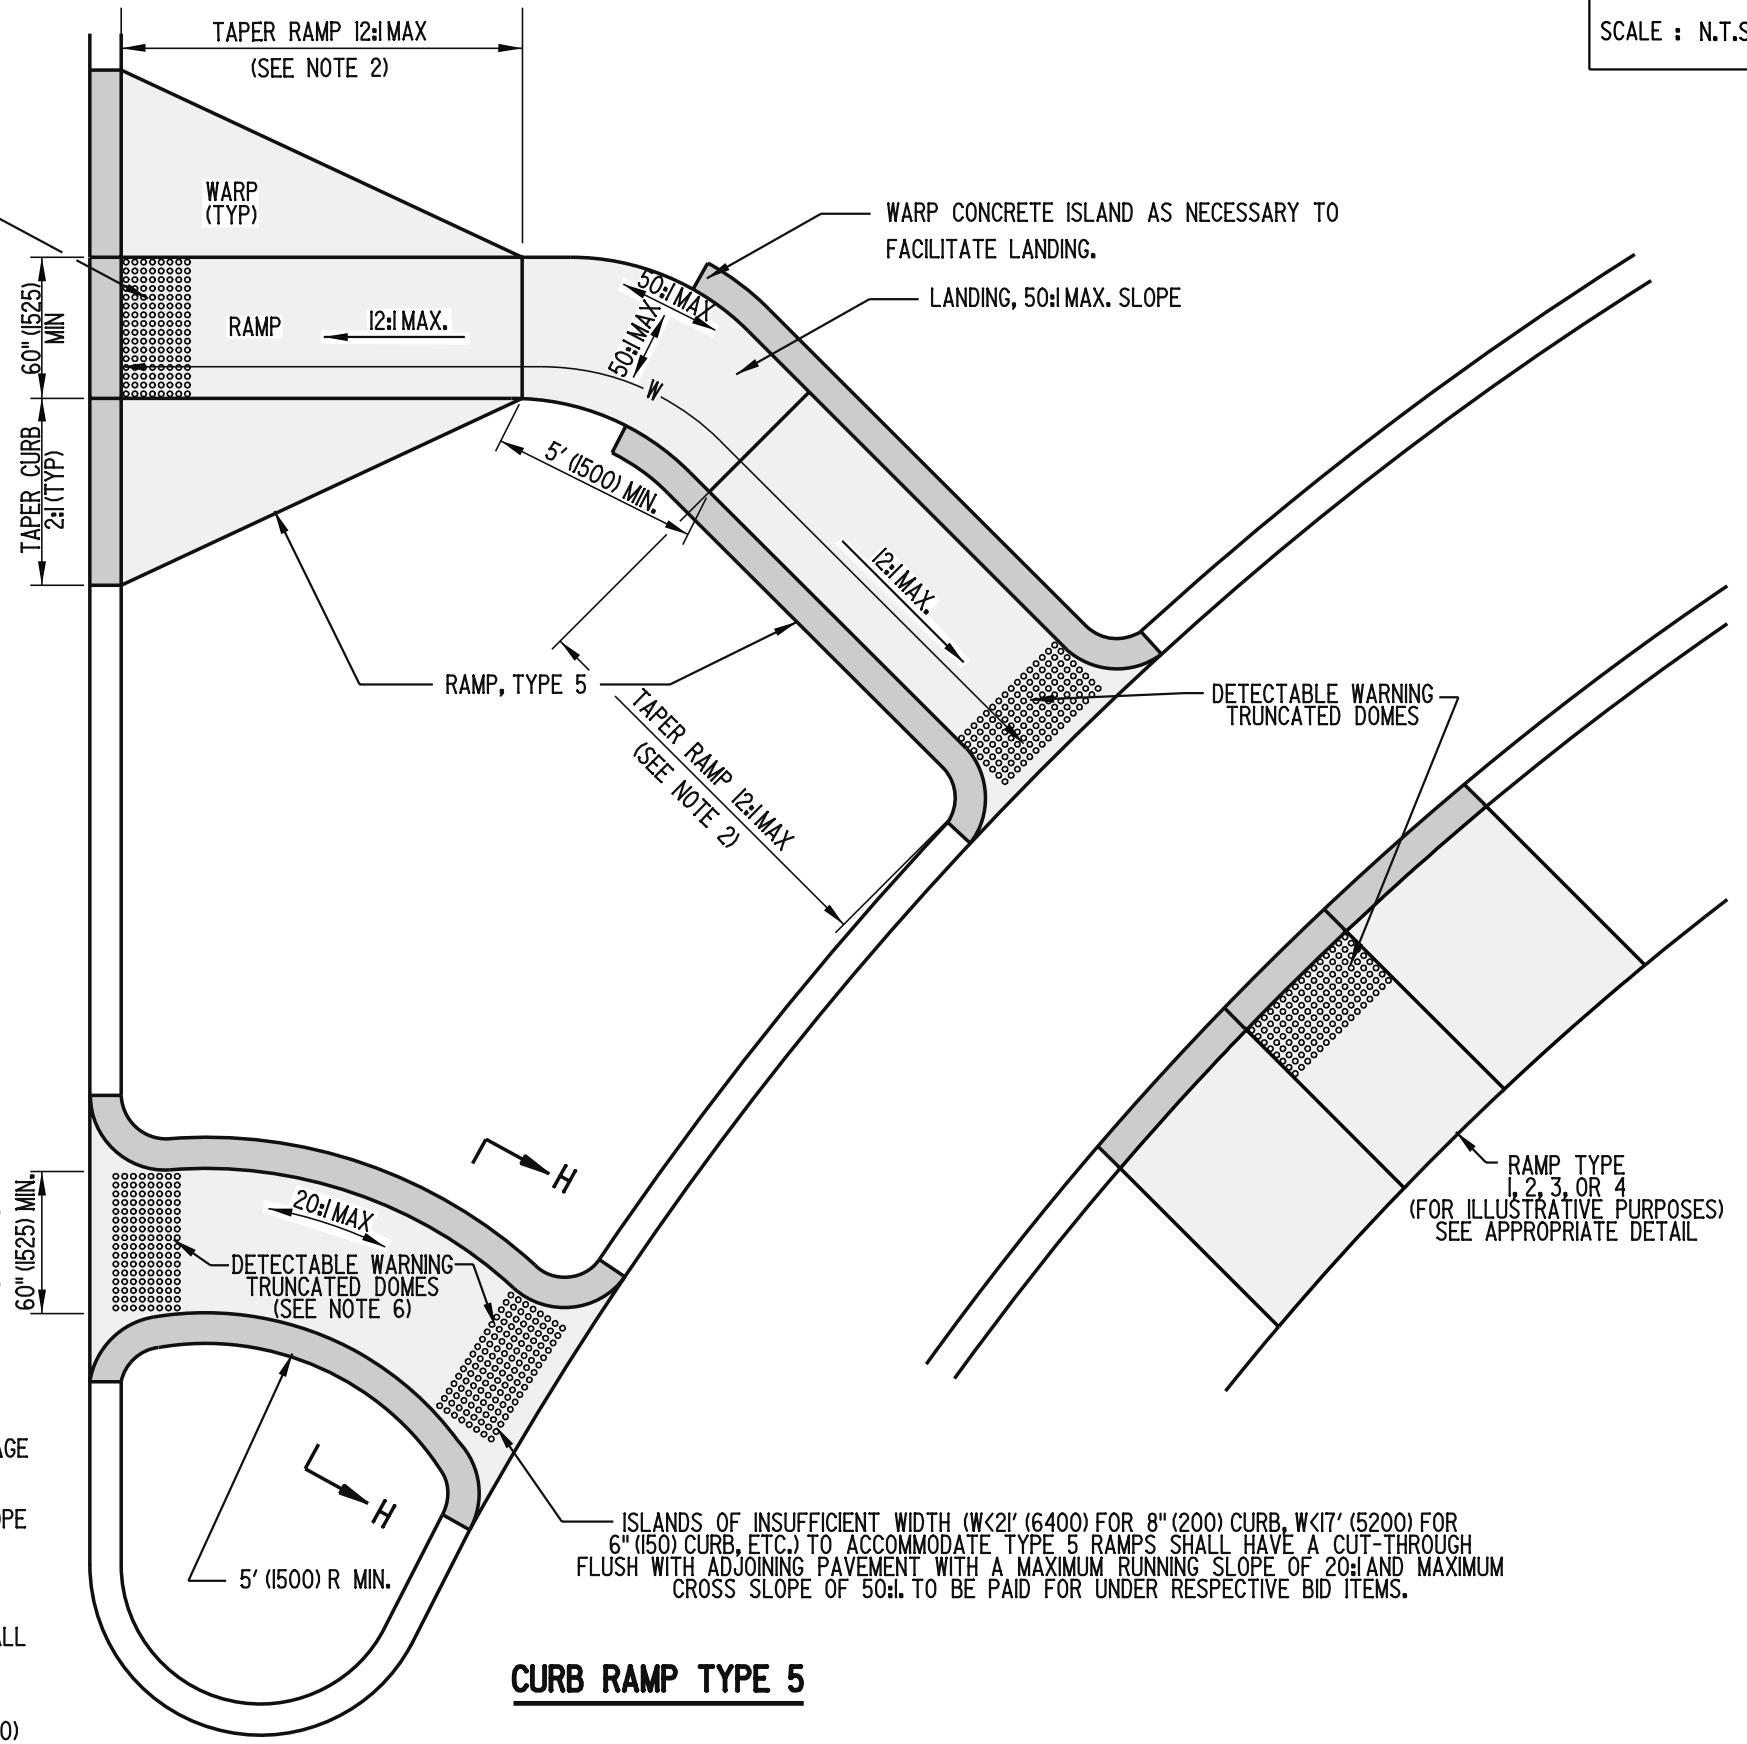 SCALE : N.T.S
TAPER RAMP 12:1 MAX
(SEE NOTE 2)
WARP
(TYP)
WARP CONCRETE ISLAND AS NECESSARY TO
FACILITATE LANDING.
LANDING, 50:1 MAX. SLOPE
50:1 MAX
50:1 MAX
60" (1525)
MIN
RAMP
12:1 MAX.
W
TAPER CURB
2:1 (TYP)
5' (1500) MIN.
12:1 MAX.
RAMP, TYPE 5
TAPER RAMP 12:1 MAX
(SEE NOTE 2)
DETECTABLE WARNING
TRUNCATED DOMES
RAMP TYPE
1, 2, 3, OR 4
(FOR ILLUSTRATIVE PURPOSES)
SEE APPROPRIATE DETAIL
H
60" (1525) MIN.
20:1 MAX
DETECTABLE WARNING
TRUNCATED DOMES
(SEE NOTE 6)
H
5' (1500) R MIN.
ISLANDS OF INSUFFICIENT WIDTH (W<21' (6400) FOR 8" (200) CURB, W<17' (5200) FOR
6" (150) CURB, ETC.) TO ACCOMMODATE TYPE 5 RAMPS SHALL HAVE A CUT-THROUGH
FLUSH WITH ADJOINING PAVEMENT WITH A MAXIMUM RUNNING SLOPE OF 20:1 AND MAXIMUM
CROSS SLOPE OF 50:1. TO BE PAID FOR UNDER RESPECTIVE BID ITEMS.
CURB RAMP TYPE 5